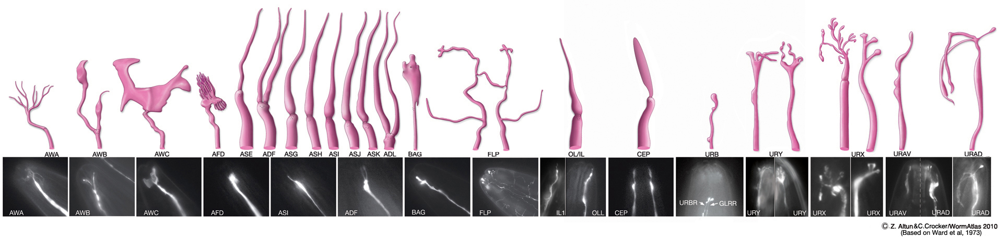 AWA AWB AWC AFD ASE ADF ASG ASH ASI ASJ ASK ADL BAG FLP OL/IL CEP URB URY URX URAV URAD
AWA AWB AWC AFD ASI ADF BAG FLP IL1 OLL CEP URBR GLRR URY URY URX URX URAV URAD URAD
© Z. Altun&C.Crocker/WormAtlas 2010
(Based on Ward et al, 1973)